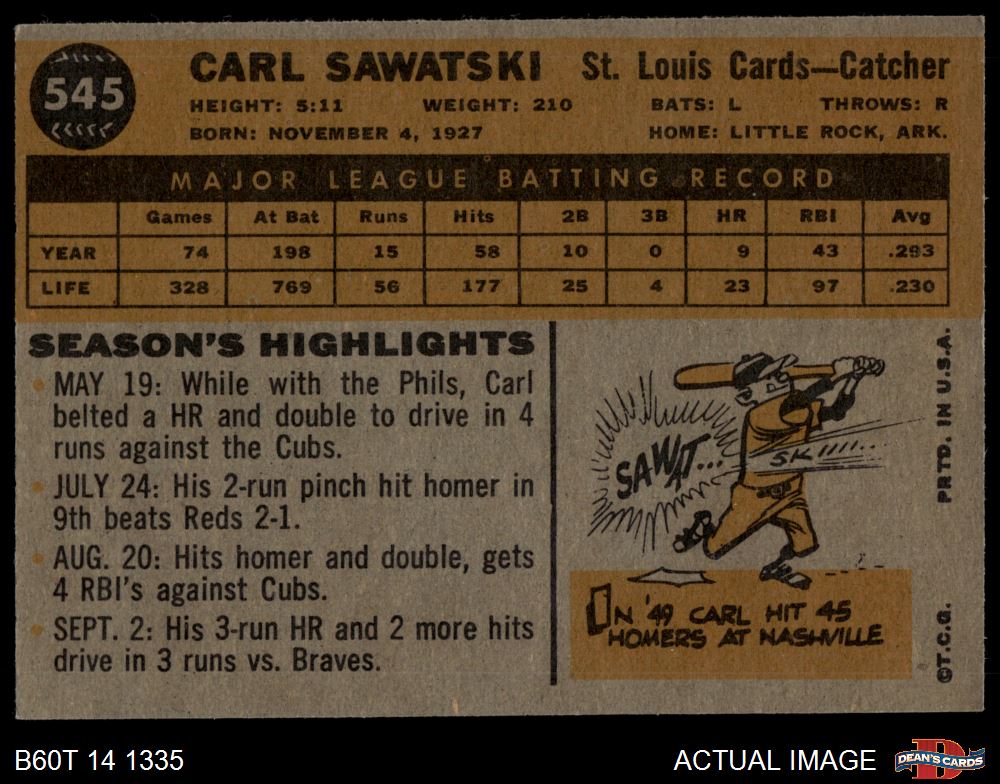 545
CARL SAWATSKI St. Louis Cards—Catcher
HEIGHT: 5:11 WEIGHT: 210 BATS: L THROWS: R
BORN: NOVEMBER 4, 1927 HOME: LITTLE ROCK, ARK.
MAJOR LEAGUE BATTING RECORD
Games At Bat Runs Hits 2B 3B HR RBI Avg
YEAR 74 198 15 58 10 0 9 43 .293
LIFE 328 769 56 177 25 4 23 97 .230
SEASON'S HIGHLIGHTS
MAY 19: While with the Phils, Carl
belted a HR and double to drive in 4
runs against the Cubs.
JULY 24: His 2-run pinch hit homer in
9th beats Reds 2-1.
AUG. 20: Hits homer and double, gets
4 RBI's against Cubs.
SEPT. 2: His 3-run HR and 2 more hits
drive in 3 runs vs. Braves.
SAWAT...
SKI!!!!...
IN '49 CARL HIT 45
HOMERS AT NASHVILLE
©T.C.G. PRTD. IN U.S.A.
B60T 14 1335 ACTUAL IMAGE
DEAN'S CARDS